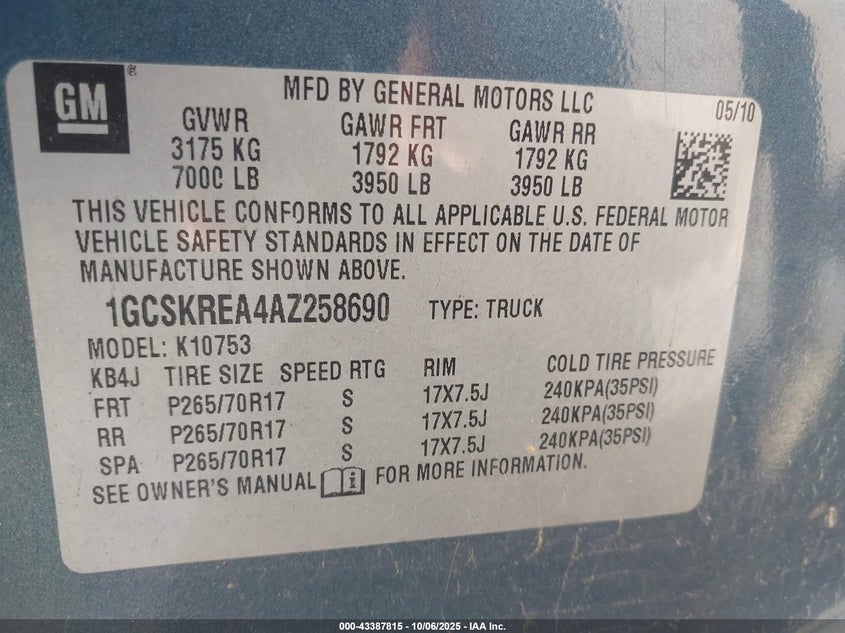 GM®
MFD BY GENERAL MOTORS LLC
05/10
GVWR GAWR FRT GAWR RR
3175 KG 1792 KG 1792 KG
7000 LB 3950 LB 3950 LB
THIS VEHICLE CONFORMS TO ALL APPLICABLE U.S. FEDERAL MOTOR
VEHICLE SAFETY STANDARDS IN EFFECT ON THE DATE OF
MANUFACTURE SHOWN ABOVE.
1GCSKREA4AZ258690 TYPE: TRUCK
MODEL: K10753
KB4J TIRE SIZE SPEED RTG RIM COLD TIRE PRESSURE
FRT P265/70R17 S 17X7.5J 240KPA(35PSI)
RR P265/70R17 S 17X7.5J 240KPA(35PSI)
SPA P265/70R17 S 17X7.5J 240KPA(35PSI)
SEE OWNER'S MANUAL FOR MORE INFORMATION.
000-43387815 - 10/06/2025 - IAA Inc.